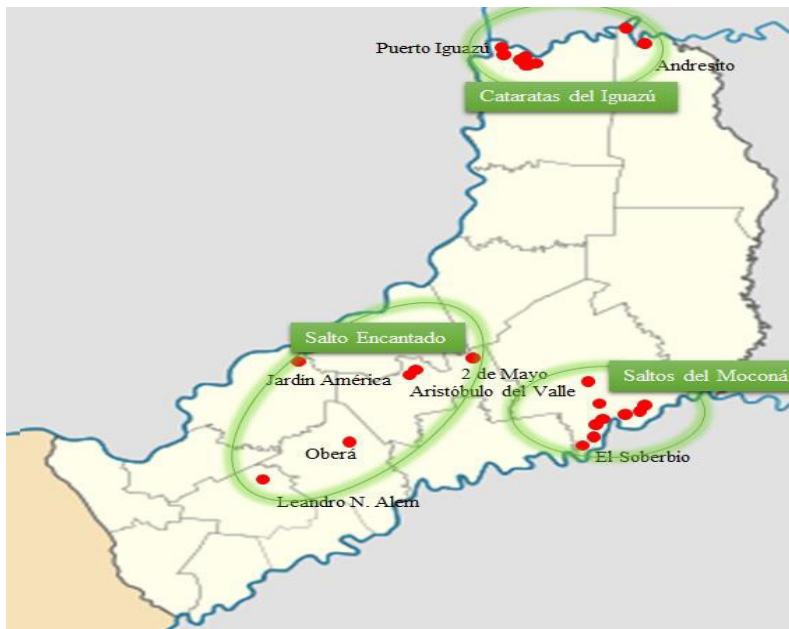 Puerto Iguazú
Andresito
Cataratas del Iguazú
Salto Encantado
Jardin América
2 de Mayo
Aristóbulo del Valle
Saltos del Moconá
Oberá
El Soberbio
Leandro N. Alem